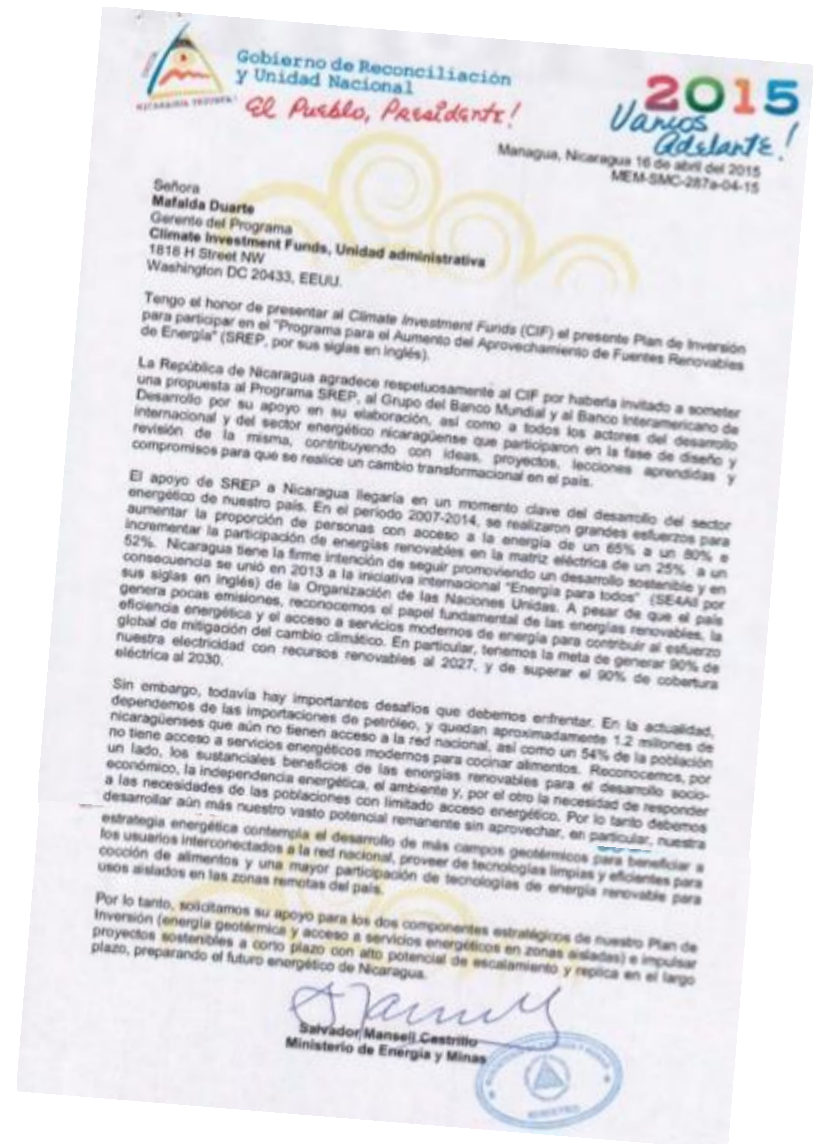 Gobierno de Reconciliación
y Unidad Nacional
El Pueblo, Presidente!
2015
Vamos
Adelante!
NICARAGUA TRIUNFA!
Managua, Nicaragua 16 de abril del 2015
MEM-SMC-287a-04-15
Señora
Mafalda Duarte
Gerente del Programa
Climate Investment Funds, Unidad administrativa
1818 H Street NW
Washington DC 20433, EEUU.
Tengo el honor de presentar al Climate Investment Funds (CIF) el presente Plan de Inversión
para participar en el "Programa para el Aumento del Aprovechamiento de Fuentes Renovables
de Energía" (SREP, por sus siglas en inglés).
La República de Nicaragua agradece respetuosamente al CIF por haberla invitado a someter
una propuesta al Programa SREP, al Grupo del Banco Mundial y al Banco Interamericano de
Desarrollo por su apoyo en su elaboración, así como a todos los actores del desarrollo
internacional y del sector energético nicaragüense que participaron en la fase de diseño y
revisión de la misma, contribuyendo con ideas, proyectos, lecciones aprendidas y
compromisos para que se realice un cambio transformacional en el país.
El apoyo de SREP a Nicaragua llegaría en un momento clave del desarrollo del sector
energético de nuestro país. En el período 2007-2014, se realizaron grandes esfuerzos para
aumentar la proporción de personas con acceso a la energía de un 65% a un 80% e
incrementar la participación de energías renovables en la matriz eléctrica de un 25% a un
52%. Nicaragua tiene la firme intención de seguir promoviendo un desarrollo sostenible y en
consecuencia se unió en 2013 a la iniciativa internacional "Energía para todos" (SE4All por
sus siglas en inglés) de la Organización de las Naciones Unidas. A pesar de que el país
genera pocas emisiones, reconocemos el papel fundamental de las energías renovables, la
eficiencia energética y el acceso a servicios modernos de energía para contribuir al esfuerzo
global de mitigación del cambio climático. En particular, tenemos la meta de generar 90% de
nuestra electricidad con recursos renovables al 2027, y de superar el 90% de cobertura
eléctrica al 2030.
Sin embargo, todavía hay importantes desafíos que debemos enfrentar. En la actualidad,
dependemos de las importaciones de petróleo, y quedan aproximadamente 1.2 millones de
nicaragüenses que aún no tienen acceso a la red nacional, así como un 54% de la población
no tiene acceso a servicios energéticos modernos para cocinar alimentos. Reconocemos, por
un lado, los sustanciales beneficios de las energías renovables para el desarrollo socio-
económico, la independencia energética, el ambiente y, por el otro la necesidad de responder
a las necesidades de las poblaciones con limitado acceso energético. Por lo tanto debemos
desarrollar aún más nuestro vasto potencial remanente sin aprovechar, en particular, nuestra
estrategia energética contempla el desarrollo de más campos geotérmicos para beneficiar a
los usuarios interconectados a la red nacional, proveer de tecnologías limpias y eficientes para
cocción de alimentos y una mayor participación de tecnologías de energía renovable para
usos aislados en las zonas remotas del país.
Por lo tanto, solicitamos su apoyo para los dos componentes estratégicos de nuestro Plan de
Inversión (energía geotérmica y acceso a servicios energéticos en zonas aisladas) e impulsar
proyectos sostenibles a corto plazo con alto potencial de escalamiento y replica en el largo
plazo, preparando el futuro energético de Nicaragua.
Salvador Mansell Castrillo
Ministerio de Energía y Minas
MINISTRO